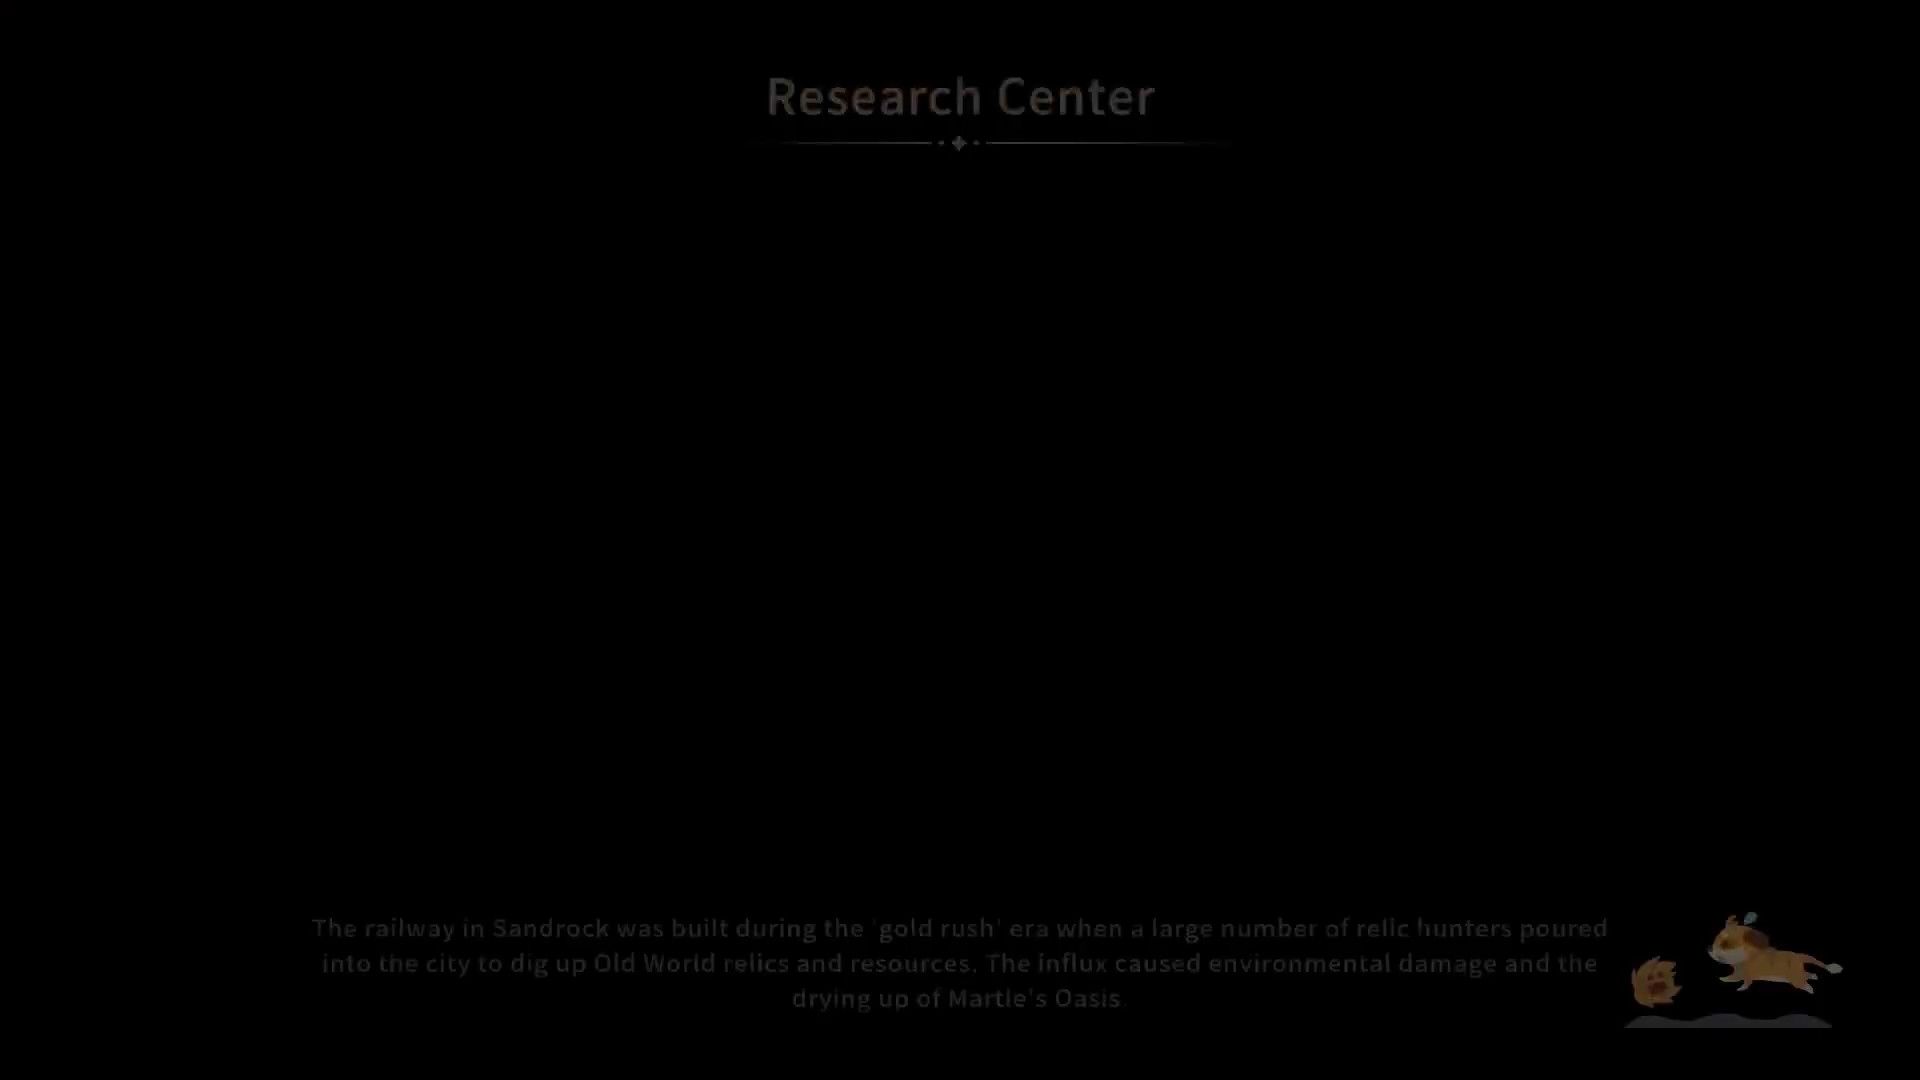 Research Center
The railway in Sandrock was built during the 'gold rush' era when a large number of relic hunters poured
into the city to dig up Old World relics and resources. The influx caused environmental damage and the
drying up of Martle's Oasis.